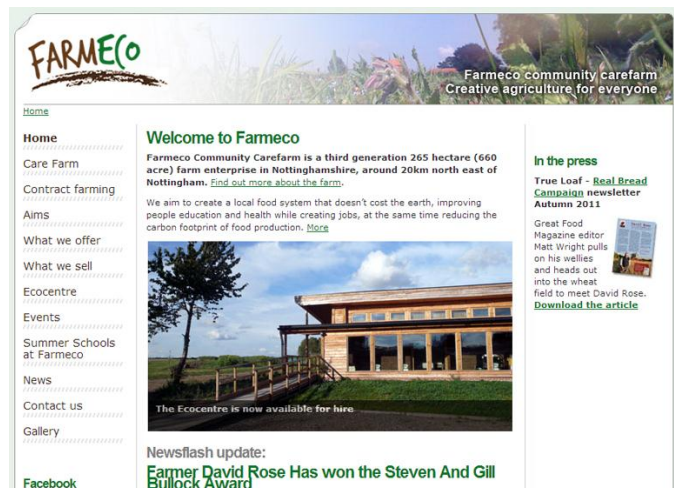 FARMECO
Farmeco community carefarm
Creative agriculture for everyone
Home
Home
Care Farm
Contract farming
Aims
What we offer
What we sell
Ecocentre
Events
Summer Schools
at Farmeco
News
Contact us
Gallery
Facebook
Welcome to Farmeco
Farmeco Community Carefarm is a third generation 265 hectare (660
acre) farm enterprise in Nottinghamshire, around 20km north east of
Nottingham. Find out more about the farm.
We aim to create a local food system that doesn't cost the earth, improving
people education and health while creating jobs, at the same time reducing the
carbon footprint of food production. More
The Ecocentre is now available for hire
Newsflash update:
Farmer David Rose Has won the Steven And Gill
Bullock Award
In the press
True Loaf - Real Bread
Campaign newsletter
Autumn 2011
Great Food
Magazine editor
Matt Wright pulls
on his wellies
and heads out
into the wheat
field to meet David Rose.
Download the article